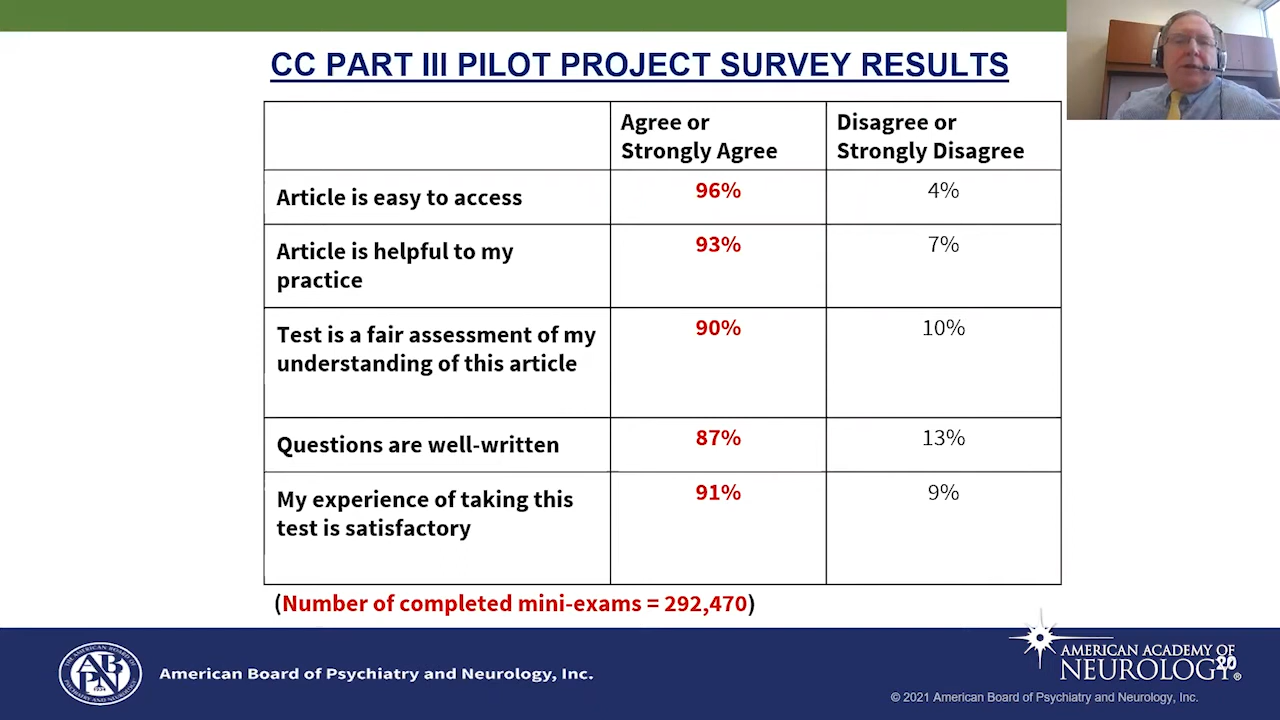 CC PART III PILOT PROJECT SURVEY RESULTS
Agree or
Strongly Agree
Disagree or
Strongly Disagree
Article is easy to access
96%
4%
Article is helpful to my
practice
93%
7%
Test is a fair assessment of my
understanding of this article
90%
10%
Questions are well-written
87%
13%
My experience of taking this
test is satisfactory
91%
9%
(Number of completed mini-exams = 292,470)
ABPN
American Board of Psychiatry and Neurology, Inc.
AMERICAN ACADEMY OF
NEUROLOGY®
20
© 2021 American Board of Psychiatry and Neurology, Inc.